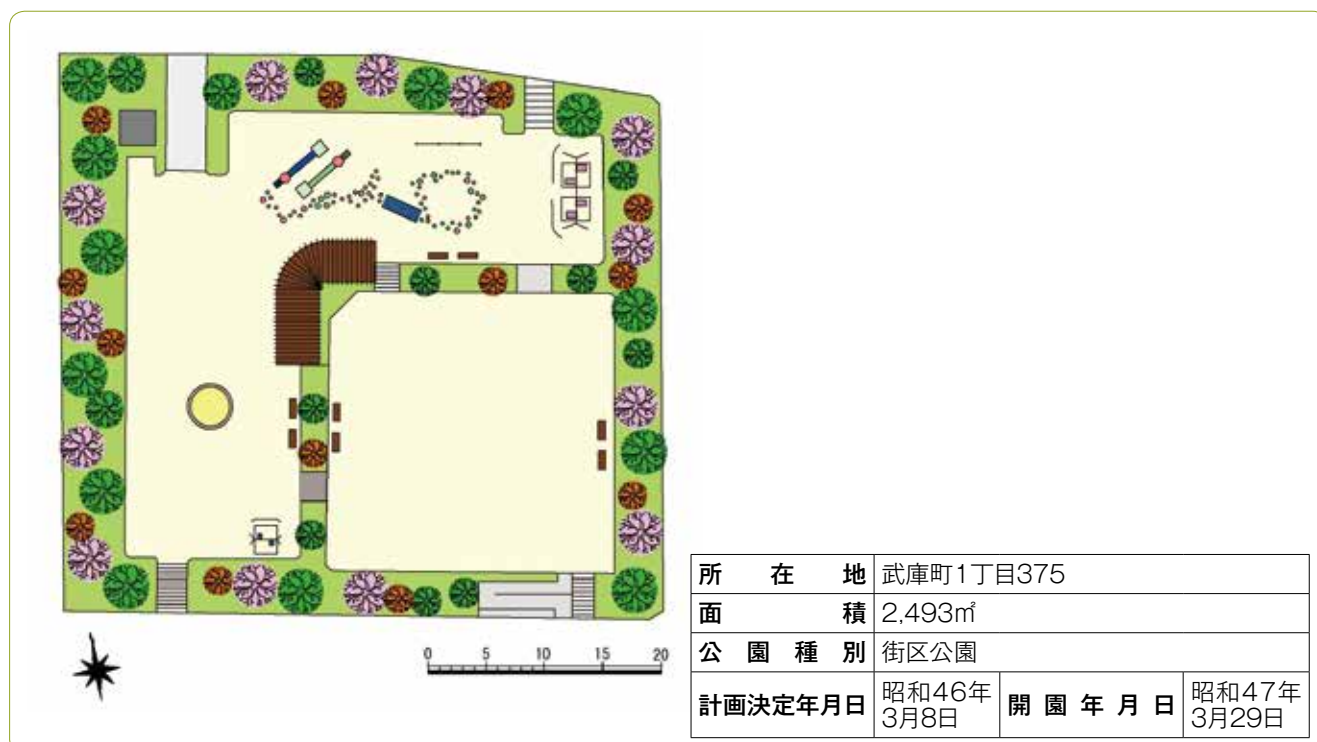 0 5 10 15 20
所在地 武庫町1丁目375
面積 2,493㎡
公園種別 街区公園
計画決定年月日 昭和46年
3月8日
開園年月日 昭和47年
3月29日